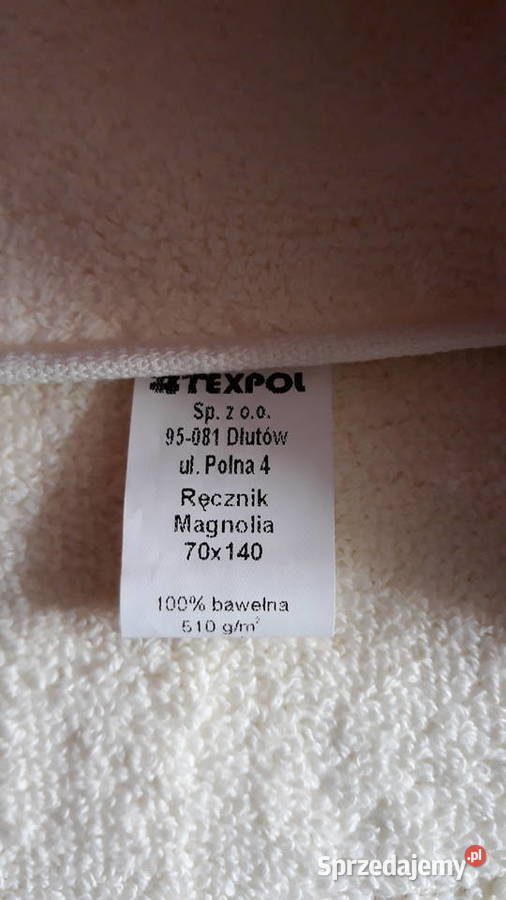 TEXPOL
Sp. z o.o.
95-081 Dłutów
ul. Polna 4
Ręcznik
Magnolia
70x140
100% bawełna
510 g/m²
Sprzedajemy.pl